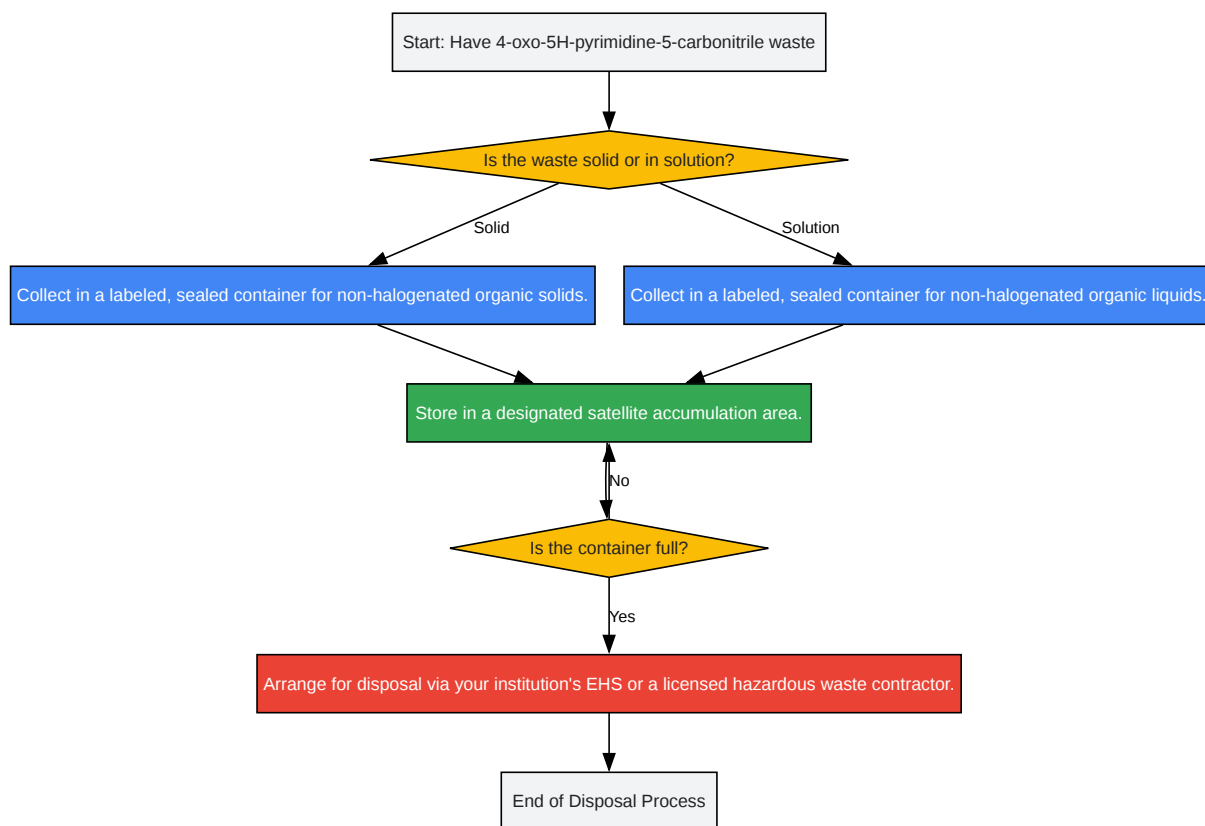 Start: Have 4-oxo-5H-pyrimidine-5-carbonitrile waste
Is the waste solid or in solution?
Solid
Solution
Collect in a labeled, sealed container for non-halogenated organic solids.
Collect in a labeled, sealed container for non-halogenated organic liquids.
Store in a designated satellite accumulation area.
No
Is the container full?
Yes
Arrange for disposal via your institution's EHS or a licensed hazardous waste contractor.
End of Disposal Process